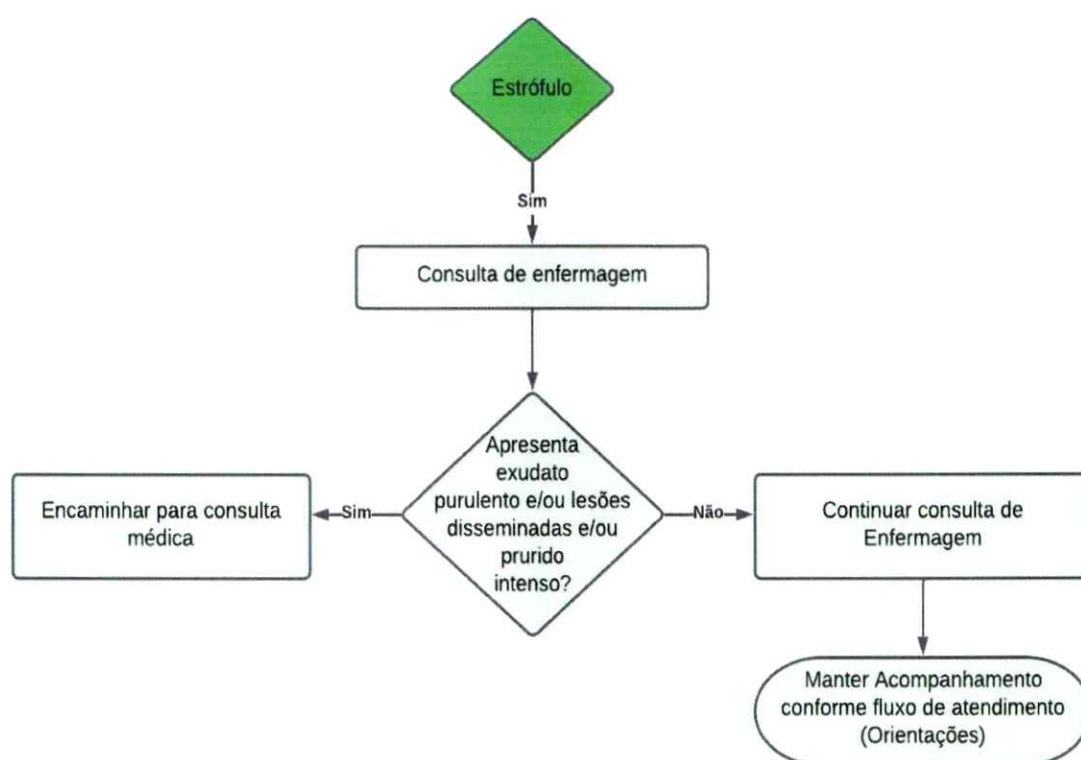 Estrófulo
Sim
Consulta de enfermagem
Apresenta
exudato
purulento e/ou lesões
disseminadas e/ou
prurido
intenso?
Sim
Encaminhar para consulta
médica
Não
Continuar consulta de
Enfermagem
Manter Acompanhamento
conforme fluxo de atendimento
(Orientações)